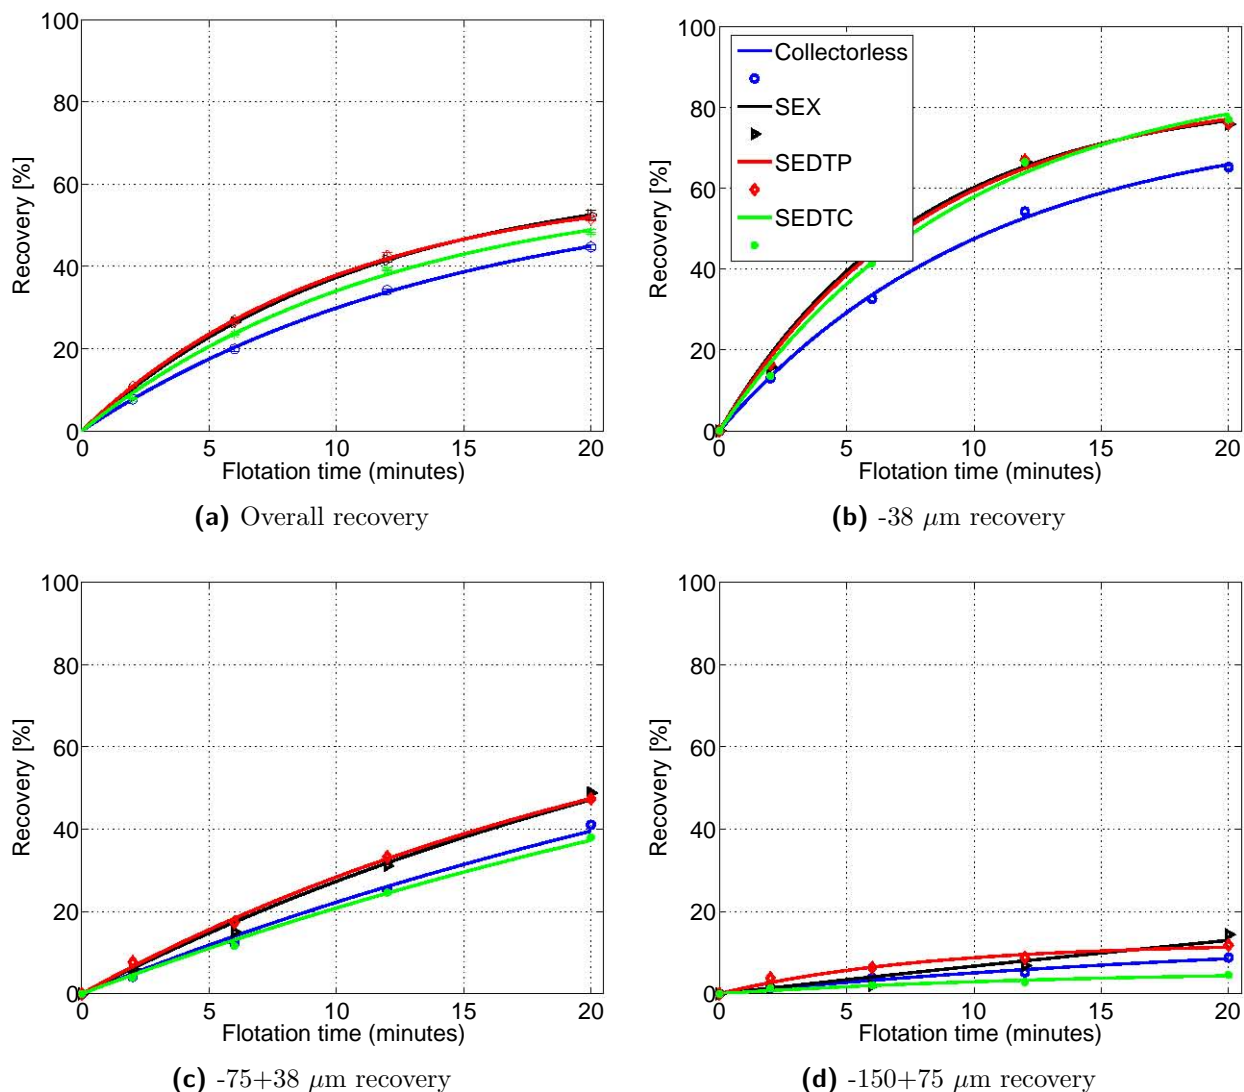 100
80
60
40
20
0
Recovery [%]
0 5 10 15 20
Flotation time (minutes)
(a) Overall recovery
100
80
60
40
20
0
Recovery [%]
Collectorless
SEX
SEDTP
SEDTC
0 5 10 15 20
Flotation time (minutes)
(b) -38 μm recovery
100
80
60
40
20
0
Recovery [%]
0 5 10 15 20
Flotation time (minutes)
(c) -75+38 μm recovery
100
80
60
40
20
0
Recovery [%]
0 5 10 15 20
Flotation time (minutes)
(d) -150+75 μm recovery